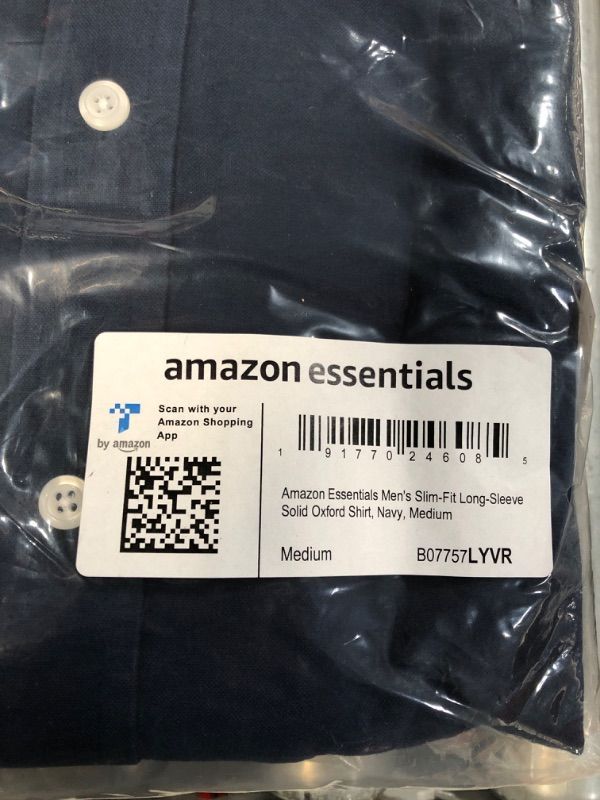 amazon essentials
Scan with your
Amazon Shopping
App
by amazon
1 91770 24608 5
Amazon Essentials Men's Slim-Fit Long-Sleeve
Solid Oxford Shirt, Navy, Medium
Medium B07757LYVR